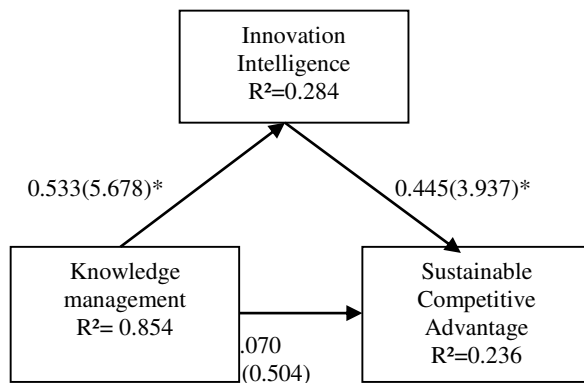 Innovation
Intelligence
R²=0.284
0.533(5.678)*
0.445(3.937)*
Knowledge
management
R²= 0.854
Sustainable
Competitive
Advantage
R²=0.236
.070
(0.504)